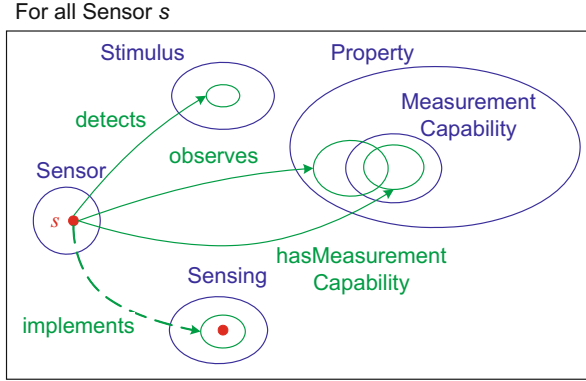 For all Sensor s
Stimulus
Property
detects
Measurement
Capability
observes
Sensor
s
hasMeasurement
Capability
Sensing
implements